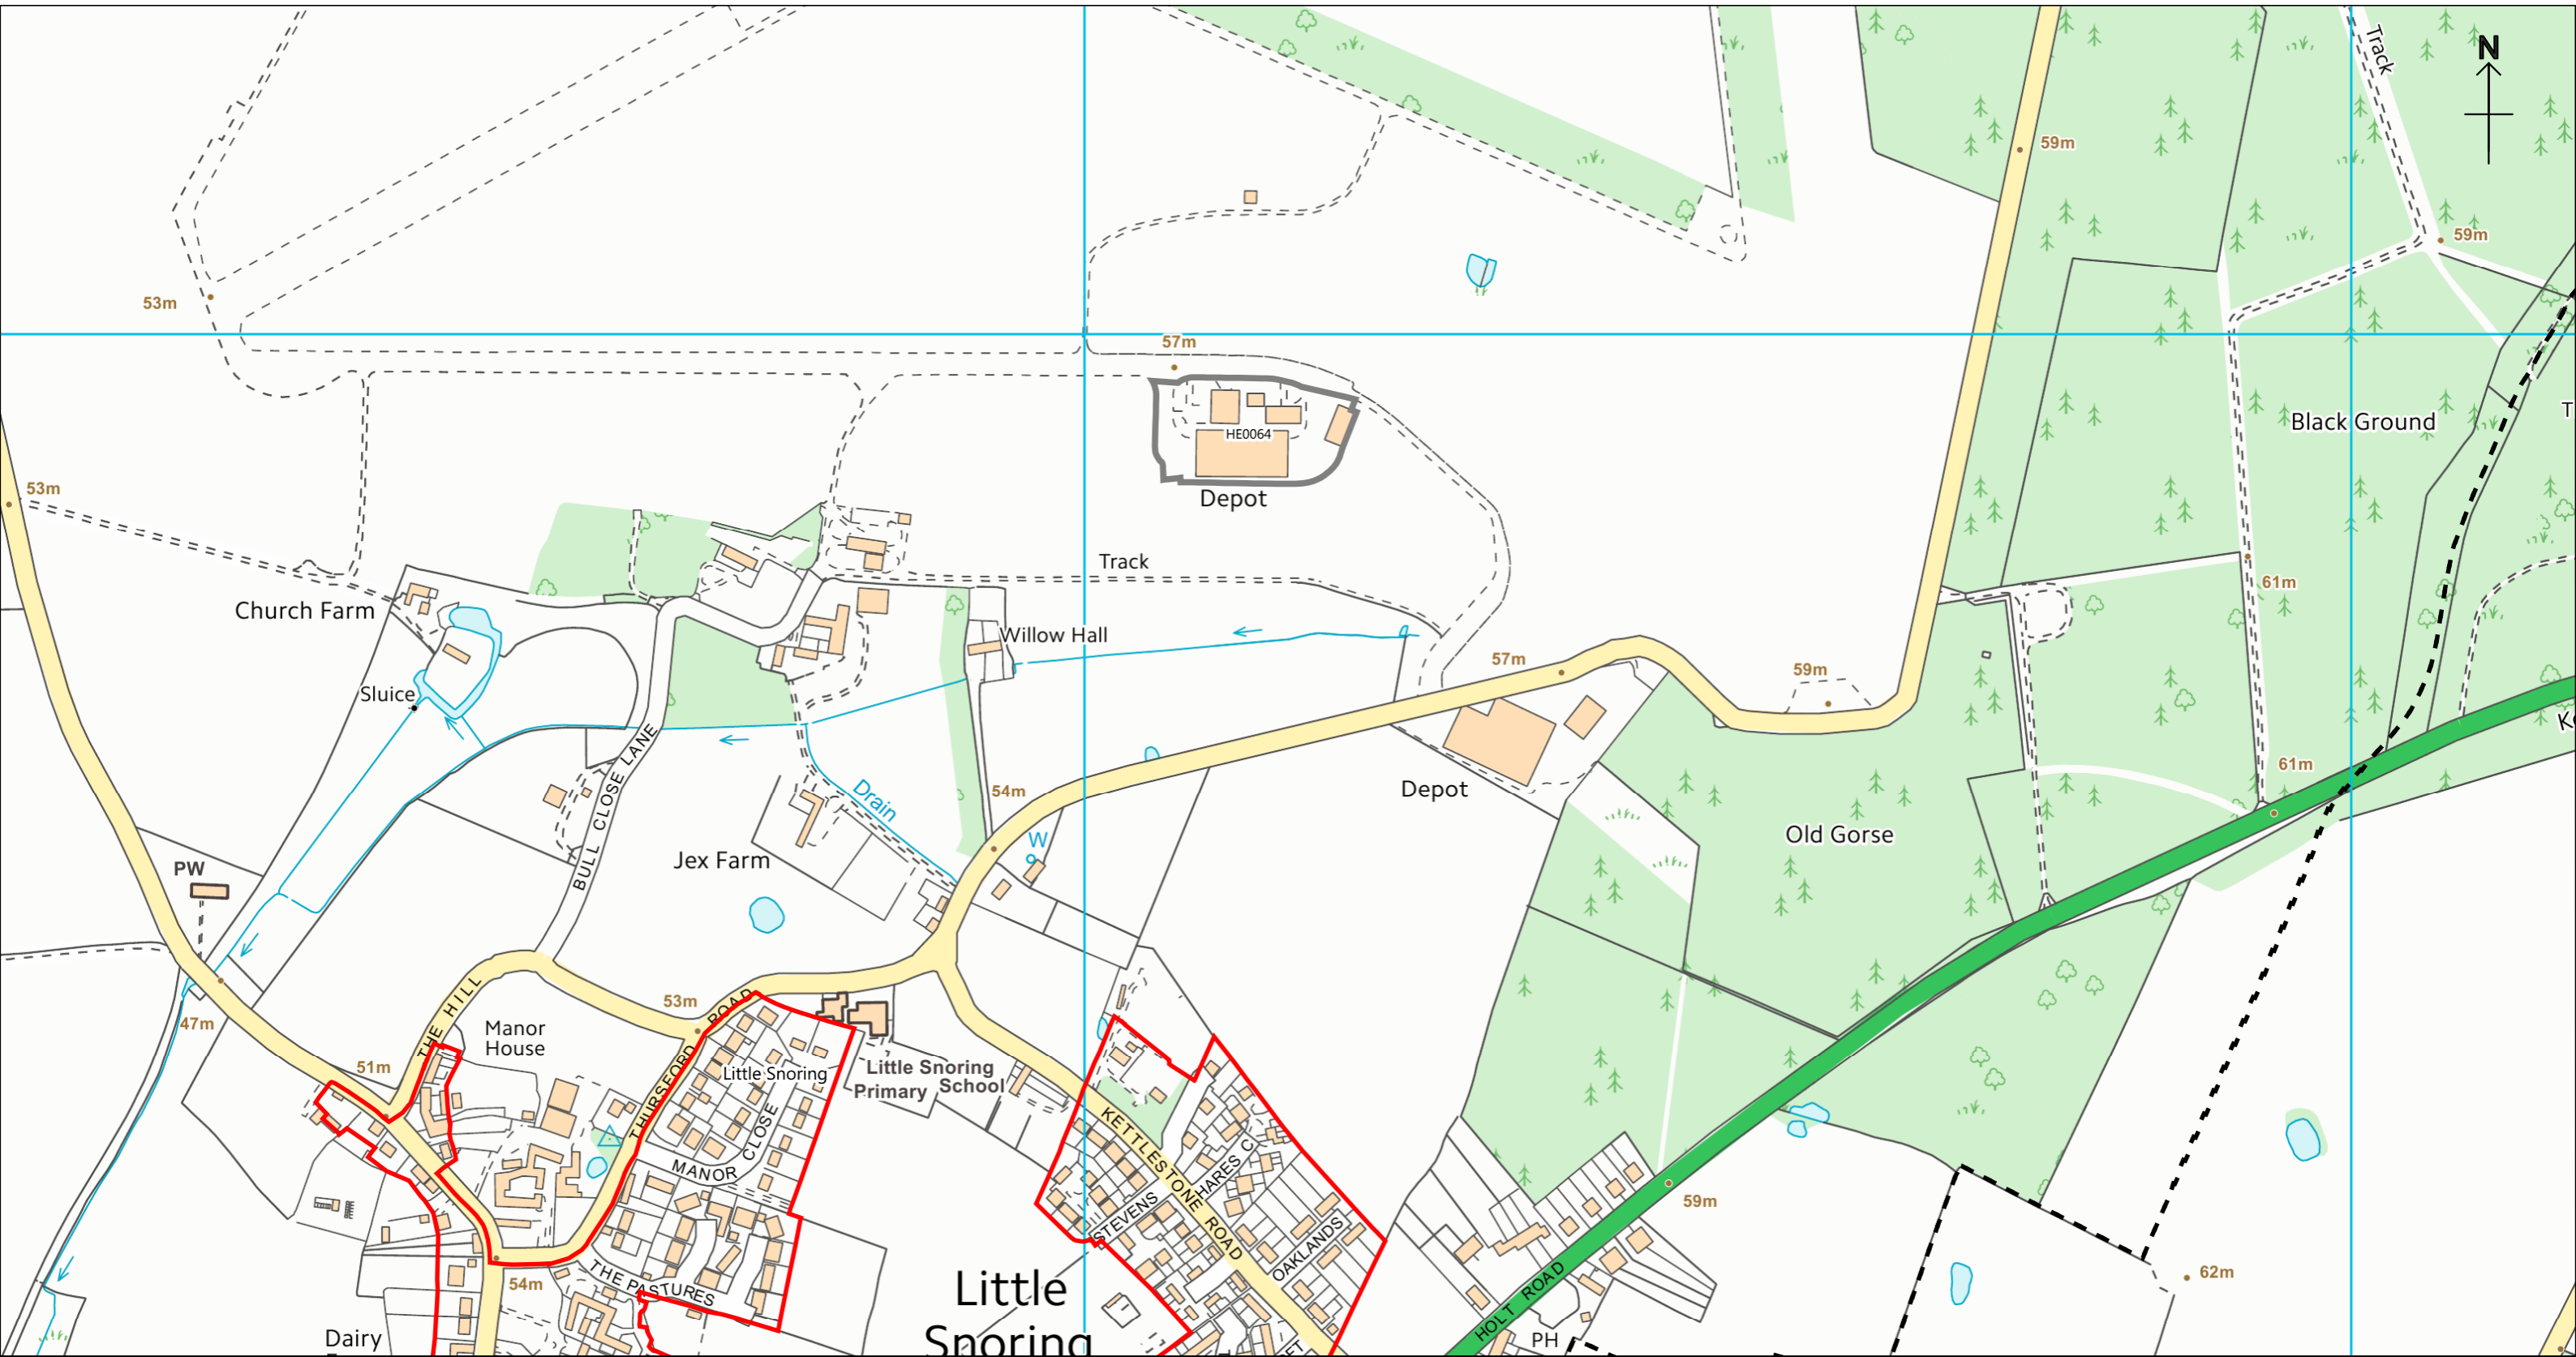 Track
N
59m
59m
53m
57m
HE0064
Black Ground
T
53m
Depot
Track
61m
Church Farm
Willow Hall
57m
59m
Sluice
BULL CLOSE LANE
61m
Drain
54m
Depot
W
Old Gorse
Jex Farm
PW
53m
THE HILL
ROAD
47m
Manor
House
51m
Little Snoring
Little Snoring
Primary School
THURSFORD
MANOR CLOSE
KETTLESTONE ROAD
HARES C
STEVENS
OAKLANDS
59m
62m
54m
THE PASTURES
Little
Snoring
HOLT ROAD
Dairy
PH